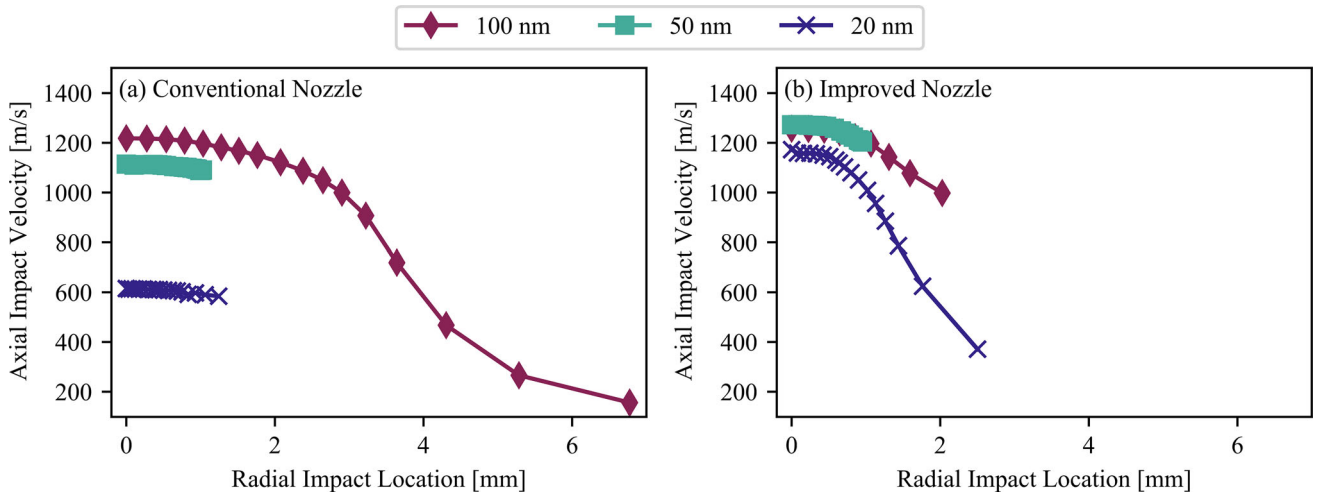 100 nm 50 nm 20 nm
(a) Conventional Nozzle
1400
1200
1000
800
600
400
200
0 2 4 6
Axial Impact Velocity [m/s]
Radial Impact Location [mm]
(b) Improved Nozzle
1400
1200
1000
800
600
400
200
0 2 4 6
Axial Impact Velocity [m/s]
Radial Impact Location [mm]